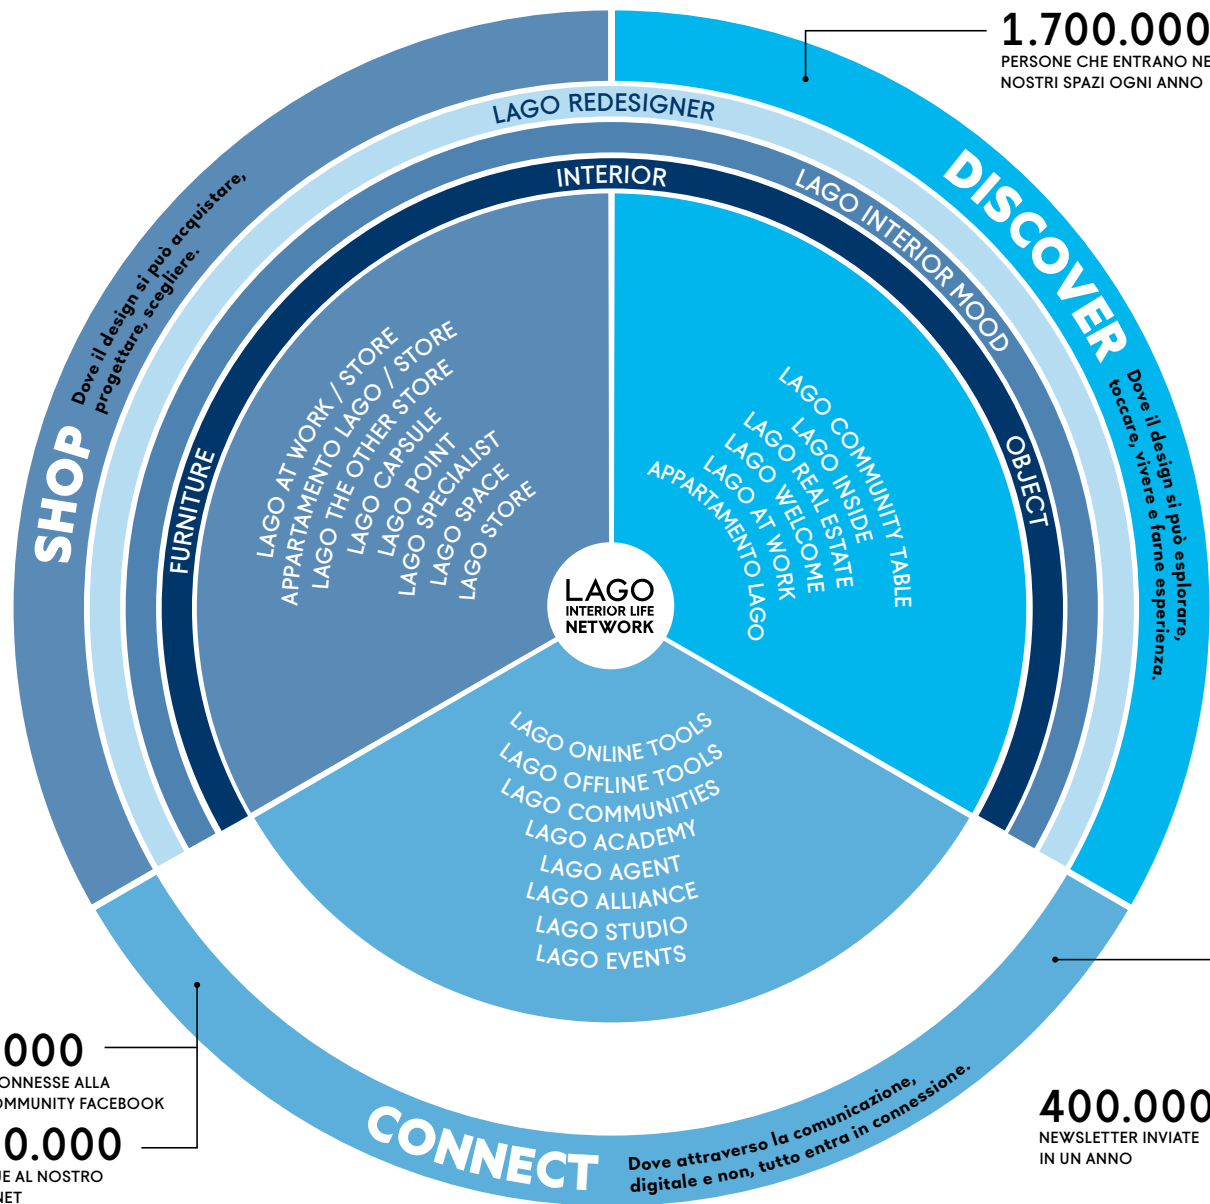 1.700.000
PERSONE CHE ENTRANO NE
NOSTRI SPAZI OGNI ANNO
LAGO REDESIGNER
LAGO INTERIOR MOOD
INTERIOR
FURNITURE
OBJECT
SHOP
Dove il design si può acquistare,
progettare, scegliere.
LAGO AT WORK / STORE
APPARTAMENTO LAGO / STORE
LAGO THE OTHER STORE
LAGO CAPSULE
LAGO POINT
LAGO SPECIALIST
LAGO SPACE
LAGO STORE
DISCOVER
Dove il design si può esplorare,
toccare, vivere e farne esperienza.
LAGO COMMUNITY TABLE
LAGO INSIDE
LAGO REAL ESTATE
LAGO WELCOME
LAGO AT WORK
APPARTAMENTO LAGO
LAGO
INTERIOR LIFE
NETWORK
LAGO ONLINE TOOLS
LAGO OFFLINE TOOLS
LAGO COMMUNITIES
LAGO ACADEMY
LAGO AGENT
LAGO ALLIANCE
LAGO STUDIO
LAGO EVENTS
CONNECT
Dove attraverso la comunicazione,
digitale e non, tutto entra in connessione.
000
ONNESSE ALLA
OMMUNITY FACEBOOK
0.000
UE AL NOSTRO
NET
400.000
NEWSLETTER INVIATE
IN UN ANNO